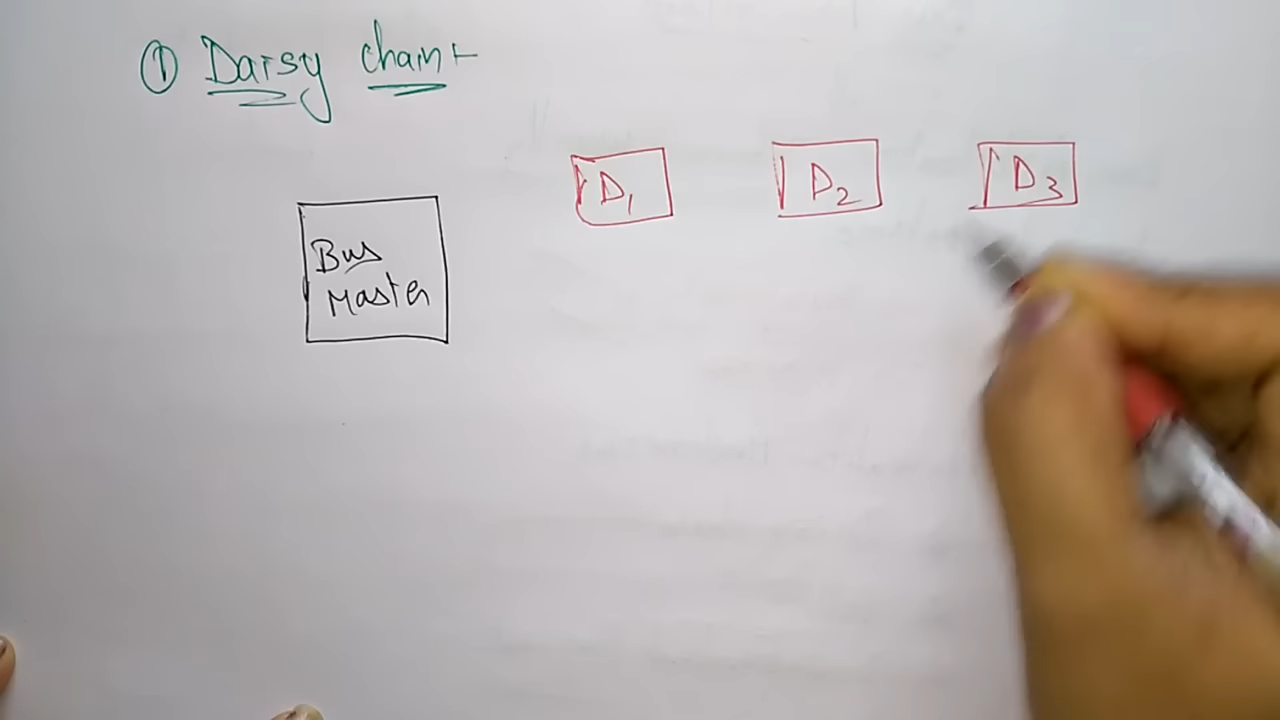 ① Daisy chain:-
D1 D2 D3
Bus
Master